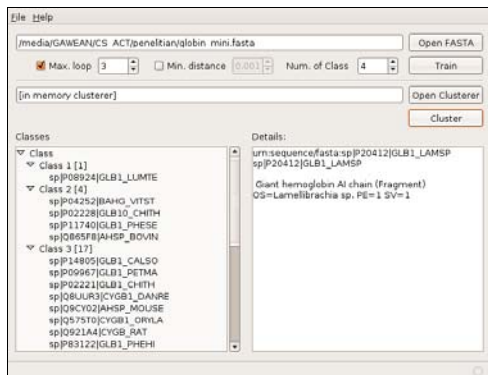 File Help
/media/GAWEAN/CS ACT/penelitian/globin mini.fasta
Open FASTA
Max. loop 3 Min. distance 0.001 Num. of Class 4 Train
[in memory clusterer]
Open Clusterer
Cluster
Classes
Details:
Class
Class 1 [1]
sp|P08924|GLB1_LUMTE
Class 2 [4]
sp|P04252|BAHG_VITST
sp|P02228|GLB10_CHITH
sp|P11740|GLB1_PHESE
sp|Q865F8|AHSP_BOVIN
Class 3 [17]
sp|P14805|GLB1_CALSO
sp|P09967|GLB1_PETMA
sp|P02221|GLB1_CHITH
sp|Q8UUR3|CYGB1_DANRE
sp|Q9CY02|AHSP_MOUSE
sp|Q575T0|CYGB1_ORYLA
sp|Q921A4|CYGB_RAT
sp|P83122|GLB1_PHEHI
urn:sequence/fasta:sp|P20412|GLB1_LAMSP
sp|P20412|GLB1_LAMSP
Giant hemoglobin AI chain (Fragment)
OS=Lamellibrachia sp. PE=1 SV=1